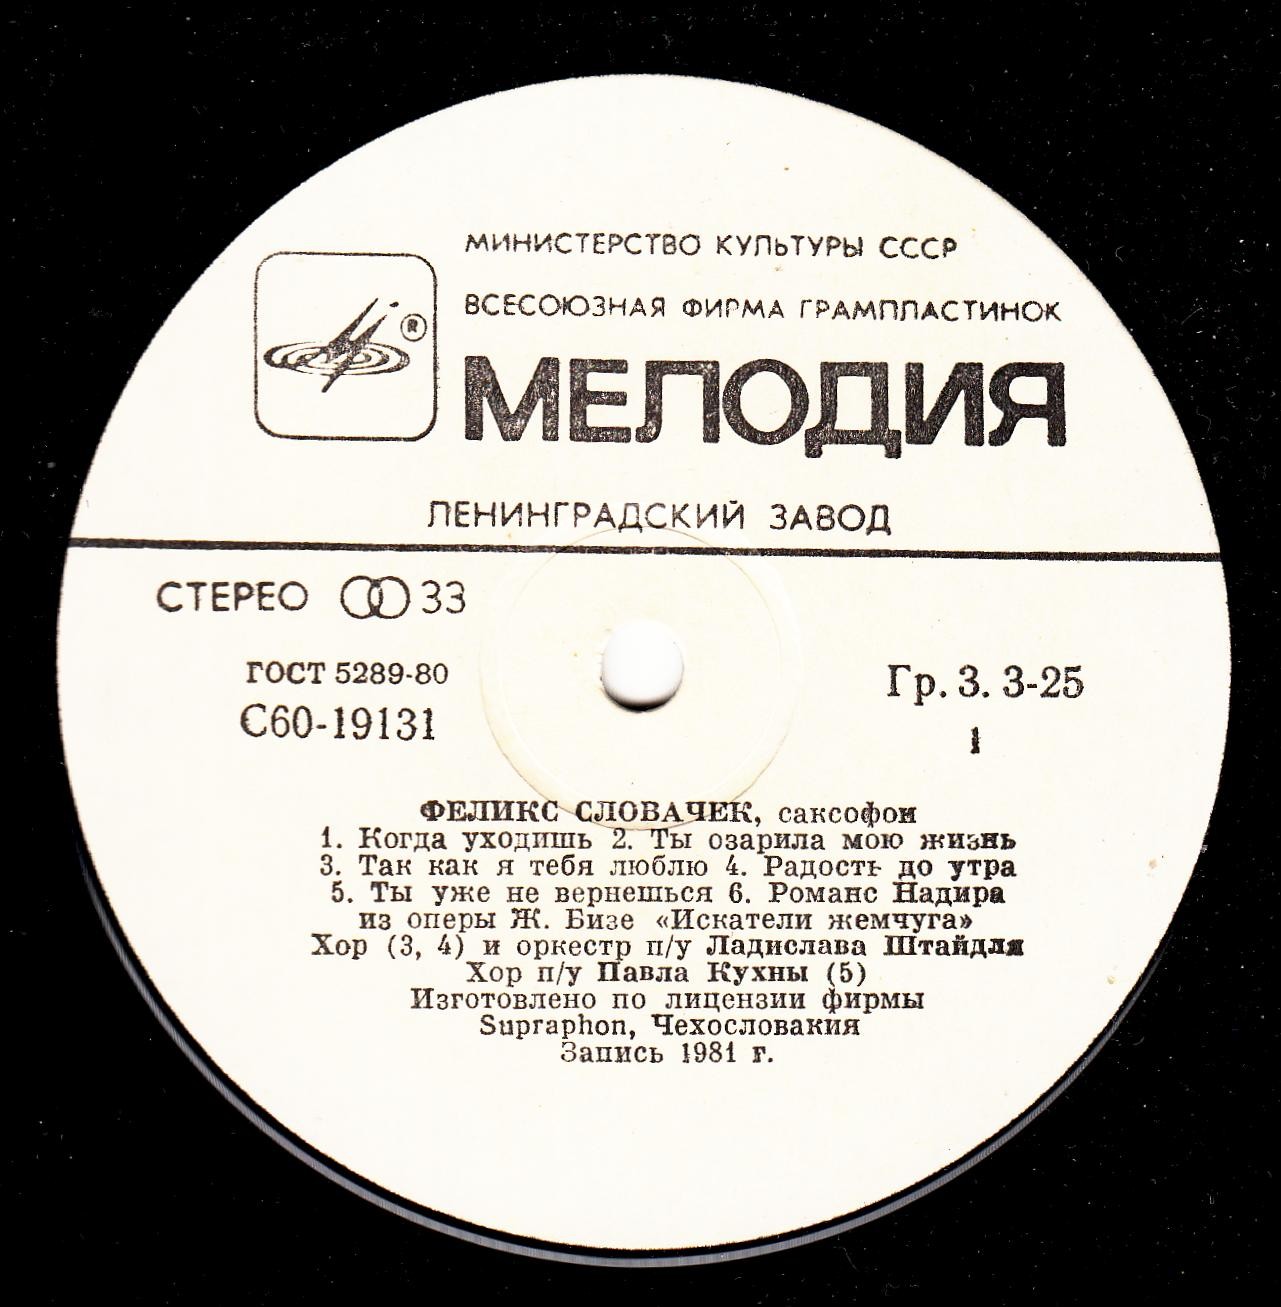 МИНИСТЕРСТВО КУЛЬТУРЫ СССР
ВСЕСОЮЗНАЯ ФИРМА ГРАМПЛАСТИНОК
®
МЕЛОДИЯ
ЛЕНИНГРАДСКИЙ ЗАВОД
СТЕРЕО 33
ГОСТ 5289-80
С60-19131
Гр. 3. 3-25
1
ФЕЛИКС СЛОВАЧЕК, саксофон
1. Когда уходишь 2. Ты озарила мою жизнь
3. Так как я тебя люблю 4. Радость до утра
5. Ты уже не вернешься 6. Романс Надира
из оперы Ж. Бизе «Искатели жемчуга»
Хор (3, 4) и оркестр п/у Ладислава Штайдля
Хор п/у Павла Кухны (5)
Изготовлено по лицензии фирмы
Supraphon, Чехословакия
Запись 1981 г.